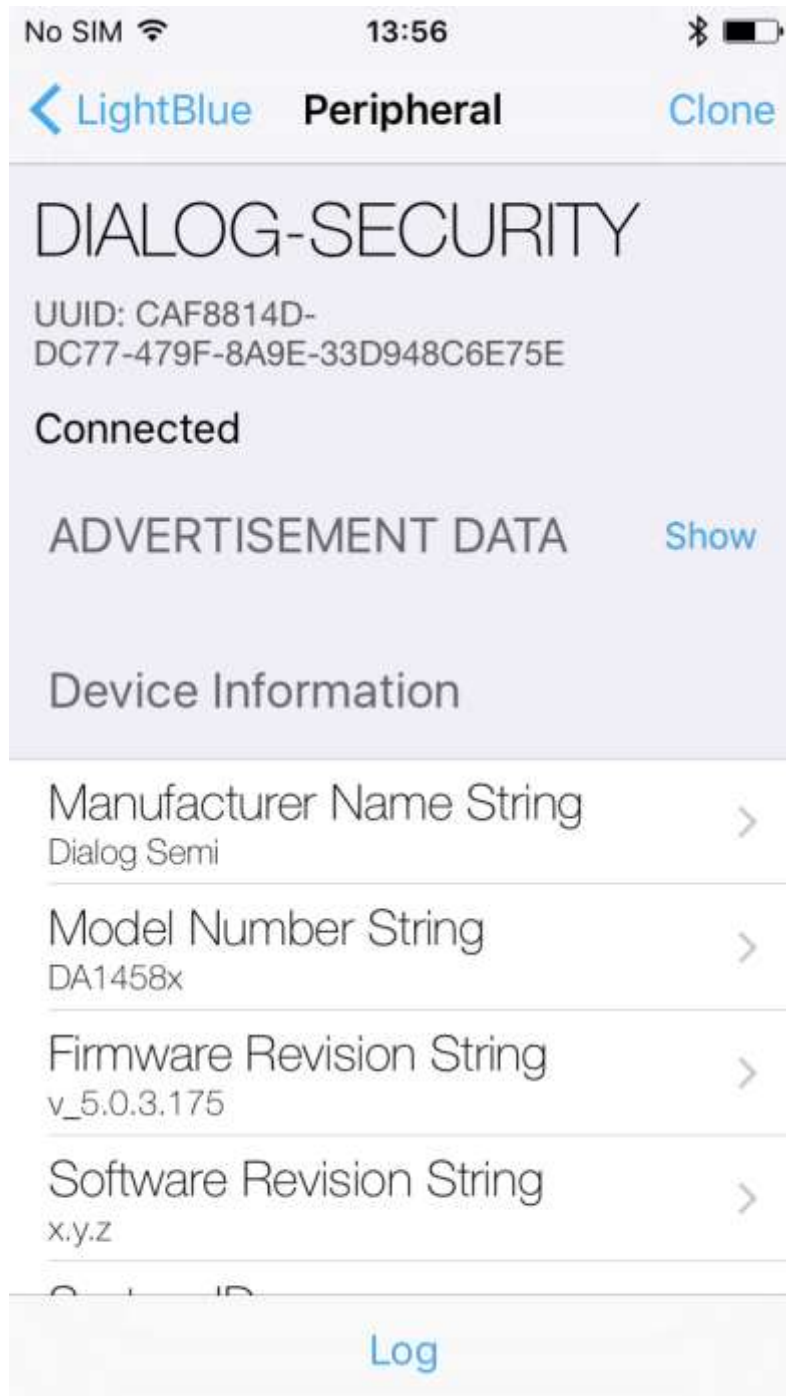 No SIM 13:56
LightBlue Peripheral Clone
DIALOG-SECURITY
UUID: CAF8814D-
DC77-479F-8A9E-33D948C6E75E
Connected
ADVERTISEMENT DATA Show
Device Information
Manufacturer Name String
Dialog Semi
Model Number String
DA1458x
Firmware Revision String
v_5.0.3.175
Software Revision String
x.y.z
Log